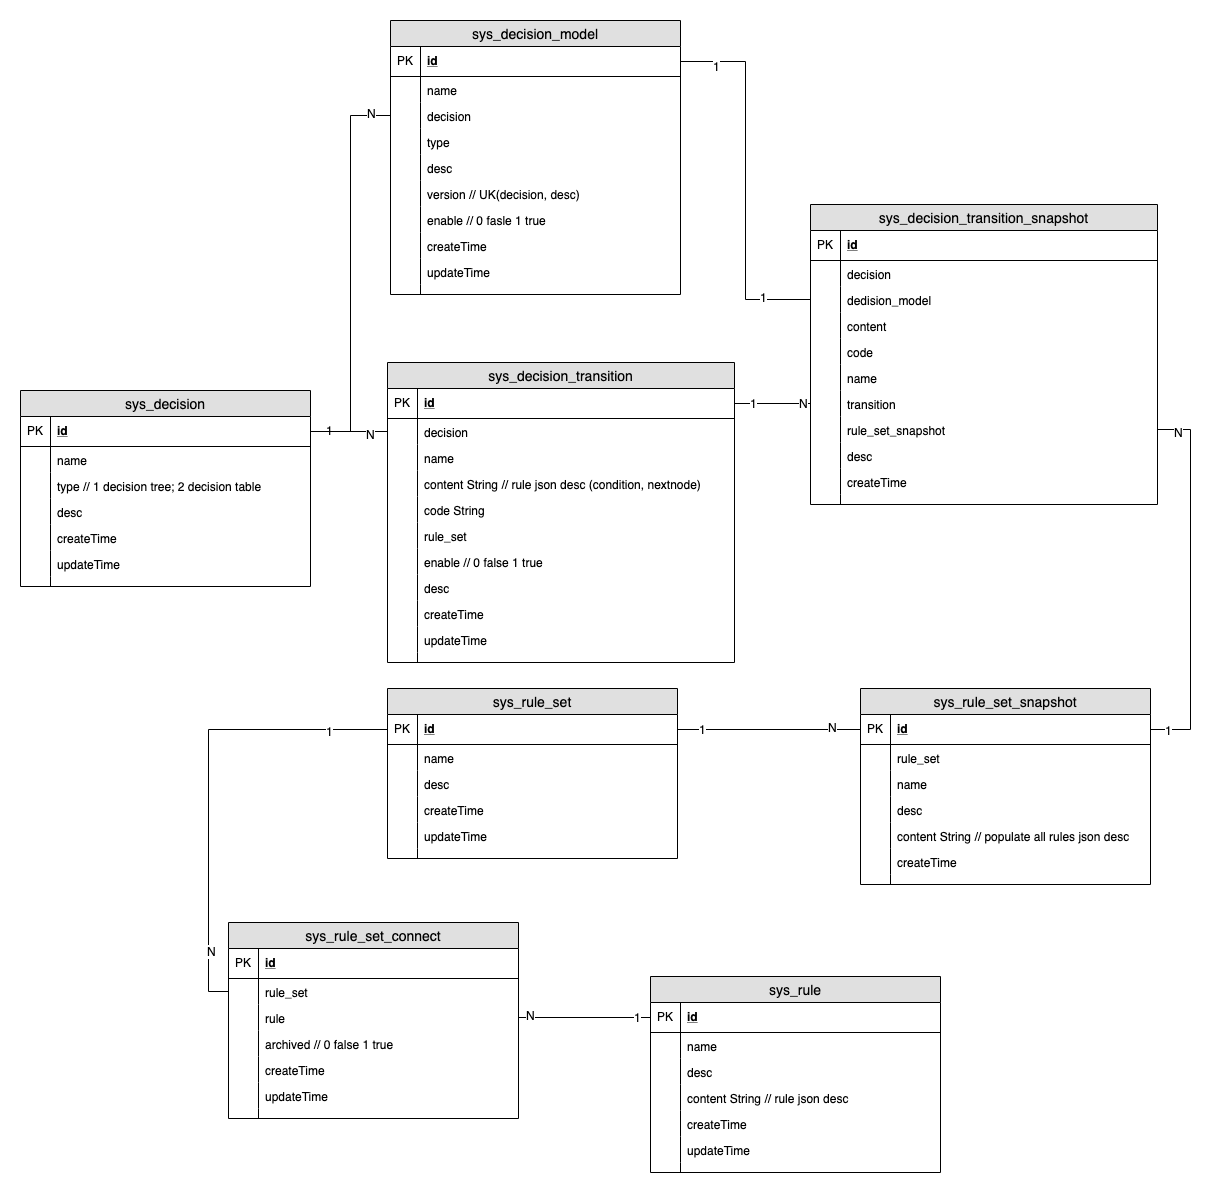 sys_decision_model
PK id
name
decision
type
desc
version // UK(decision, desc)
enable // 0 fasle 1 true
createTime
updateTime
1
N
sys_decision_transition_snapshot
PK id
decision
dedision_model
content
code
name
transition
rule_set_snapshot
desc
createTime
1
N
N
sys_decision_transition
PK id
decision
name
content String // rule json desc (condition, nextnode)
code String
rule_set
enable // 0 false 1 true
desc
createTime
updateTime
1
N
sys_decision
PK id
name
type // 1 decision tree; 2 decision table
desc
createTime
updateTime
1
sys_rule_set
PK id
name
desc
createTime
updateTime
1
1
N
sys_rule_set_snapshot
PK id
rule_set
name
desc
content String // populate all rules json desc
createTime
1
sys_rule_set_connect
PK id
rule_set
rule
archived // 0 false 1 true
createTime
updateTime
N
N
1
sys_rule
PK id
name
desc
content String // rule json desc
createTime
updateTime